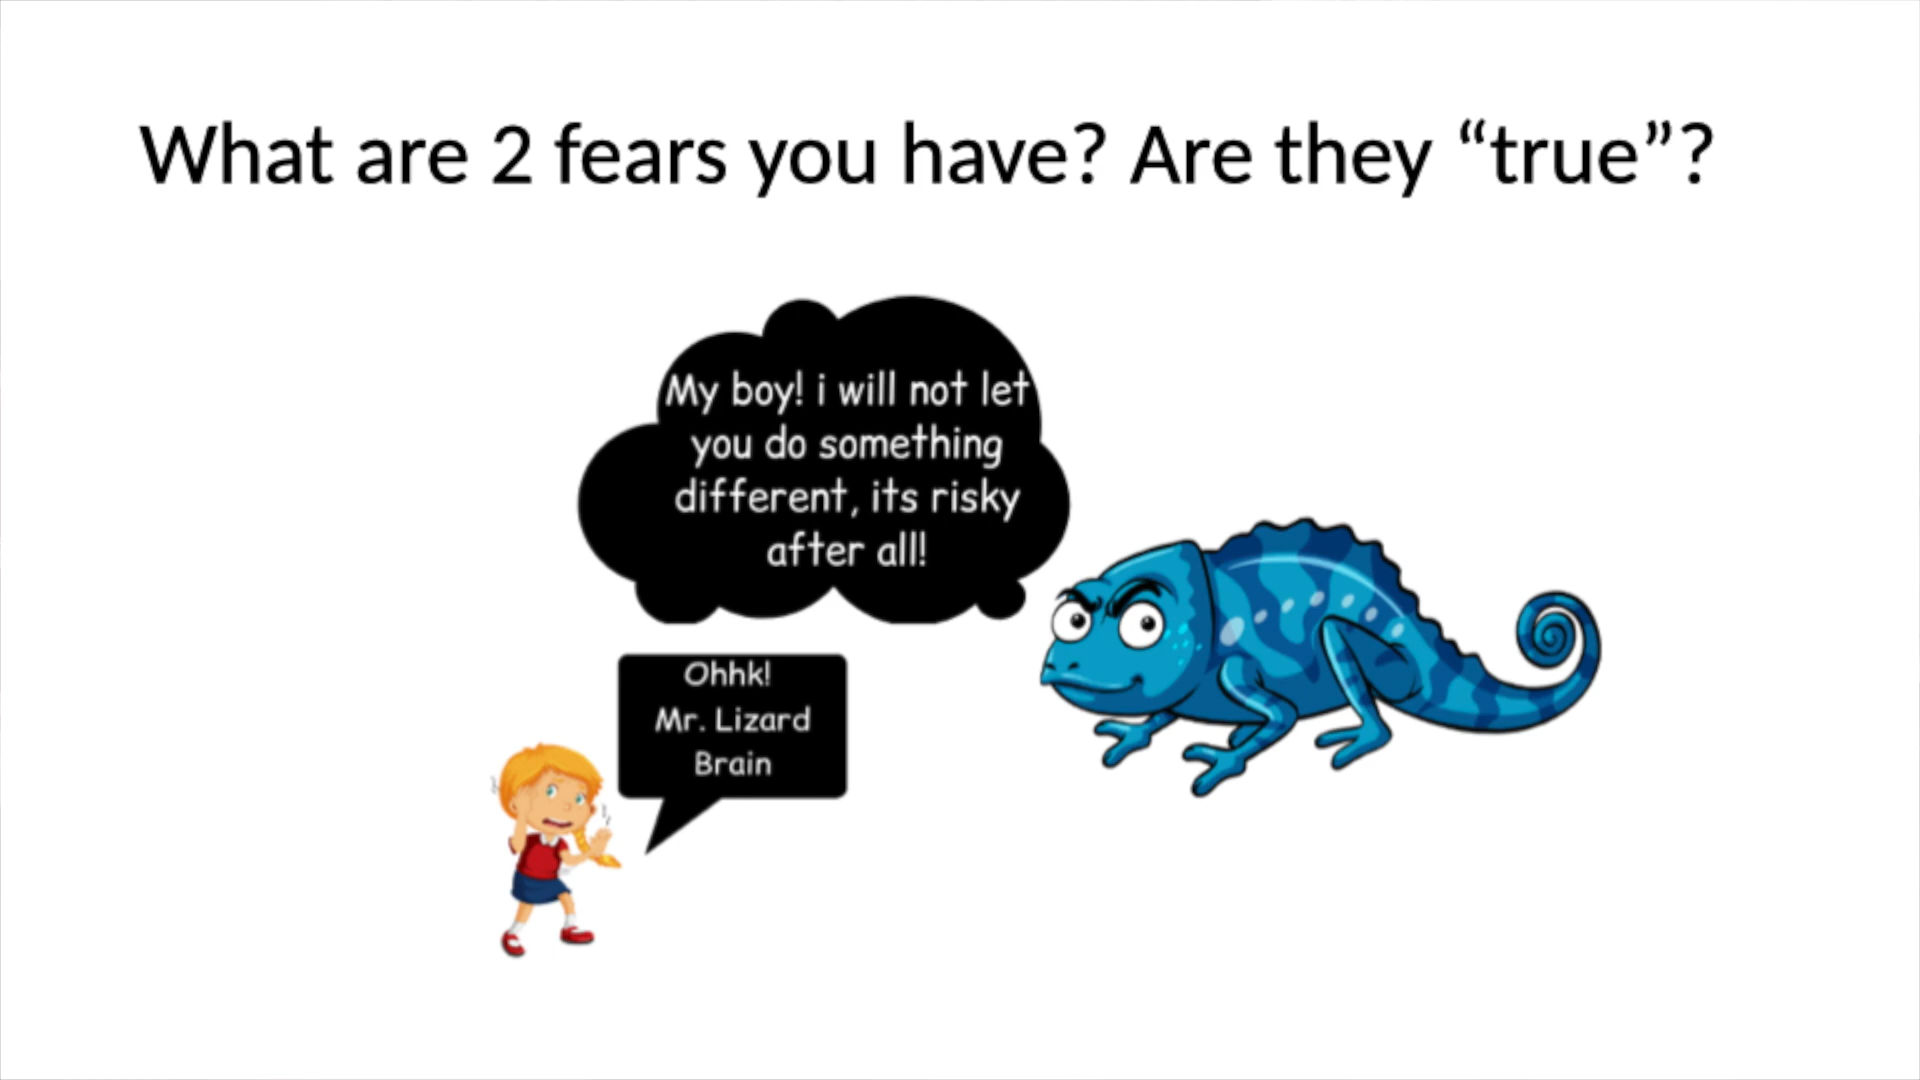 What are 2 fears you have? Are they “true”?
My boy! i will not let
you do something
different, its risky
after all!
Ohhk!
Mr. Lizard
Brain